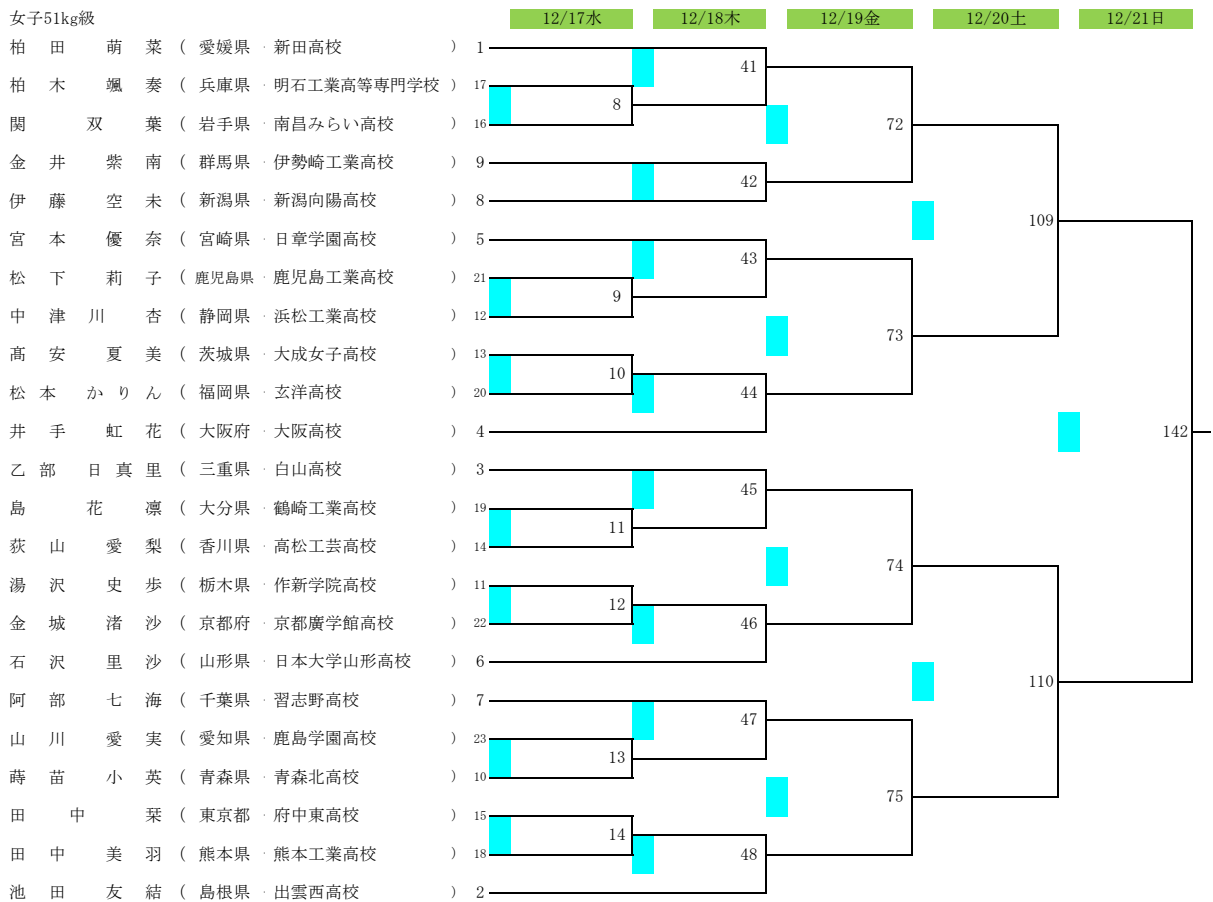 女子51kg級 12/17水 12/18木 12/19金 12/20土 12/21日
柏田 萌菜 ( 愛媛県 · 新田高校 ) 1
41
柏木 颯奏 ( 兵庫県 · 明石工業高等専門学校 ) 17
8
関 双葉 ( 岩手県 · 南昌みらい高校 ) 16
72
金井 紫南 ( 群馬県 · 伊勢崎工業高校 ) 9
42
伊藤 空未 ( 新潟県 · 新潟向陽高校 ) 8
109
宮本 優奈 ( 宮崎県 · 日章学園高校 ) 5
43
松下 莉子 ( 鹿児島県 · 鹿児島工業高校 ) 21
9
中津川 杏 ( 静岡県 · 浜松工業高校 ) 12
73
髙安 夏美 ( 茨城県 · 大成女子高校 ) 13
10
松本 かりん ( 福岡県 · 玄洋高校 ) 20
44
井手 虹花 ( 大阪府 · 大阪高校 ) 4
142
乙部 日真里 ( 三重県 · 白山高校 ) 3
45
島 花凛 ( 大分県 · 鶴崎工業高校 ) 19
11
荻山 愛梨 ( 香川県 · 高松工芸高校 ) 14
74
湯沢 史歩 ( 栃木県 · 作新学院高校 ) 11
12
金城 渚沙 ( 京都府 · 京都廣学館高校 ) 22
46
石沢 里沙 ( 山形県 · 日本大学山形高校 ) 6
110
阿部 七海 ( 千葉県 · 習志野高校 ) 7
47
山川 愛実 ( 愛知県 · 鹿島学園高校 ) 23
13
蒔苗 小英 ( 青森県 · 青森北高校 ) 10
75
田中 栞 ( 東京都 · 府中東高校 ) 15
14
田中 美羽 ( 熊本県 · 熊本工業高校 ) 18
48
池田 友結 ( 島根県 · 出雲西高校 ) 2